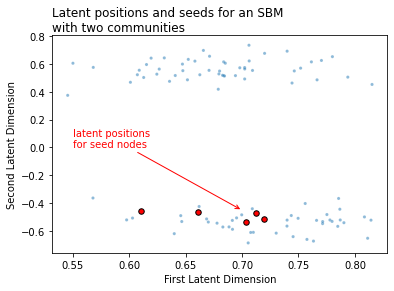 Latent positions and seeds for an SBM
with two communities
0.8
0.6
0.4
0.2
0.0
−0.2
−0.4
−0.6
Second Latent Dimension
latent positions
for seed nodes
0.55 0.60 0.65 0.70 0.75 0.80
First Latent Dimension